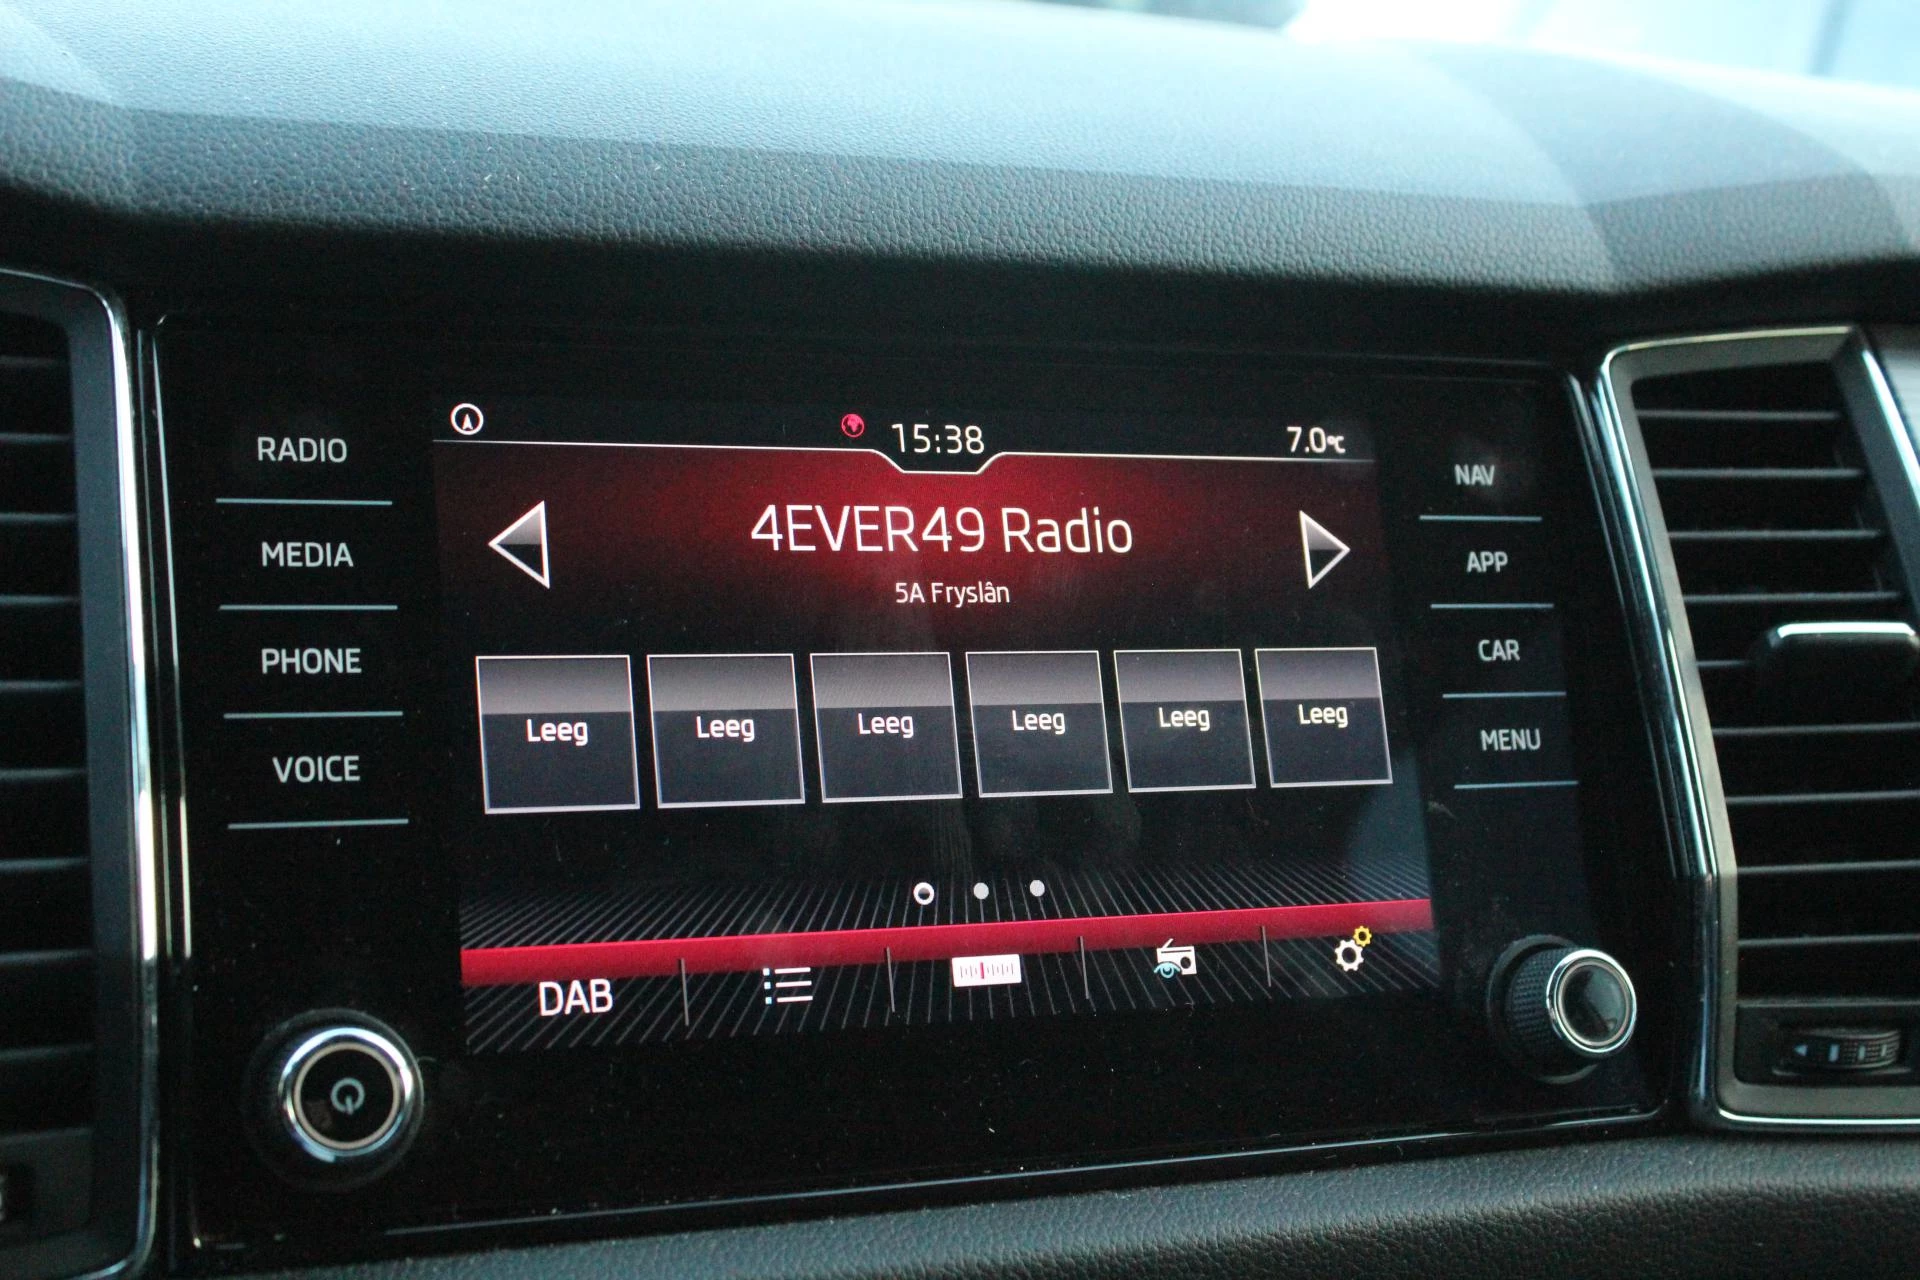 15:38
7.0°C
RADIO
MEDIA
PHONE
VOICE
4EVER49 Radio
5A Fryslân
Leeg Leeg Leeg Leeg Leeg Leeg
DAB
NAV
APP
CAR
MENU